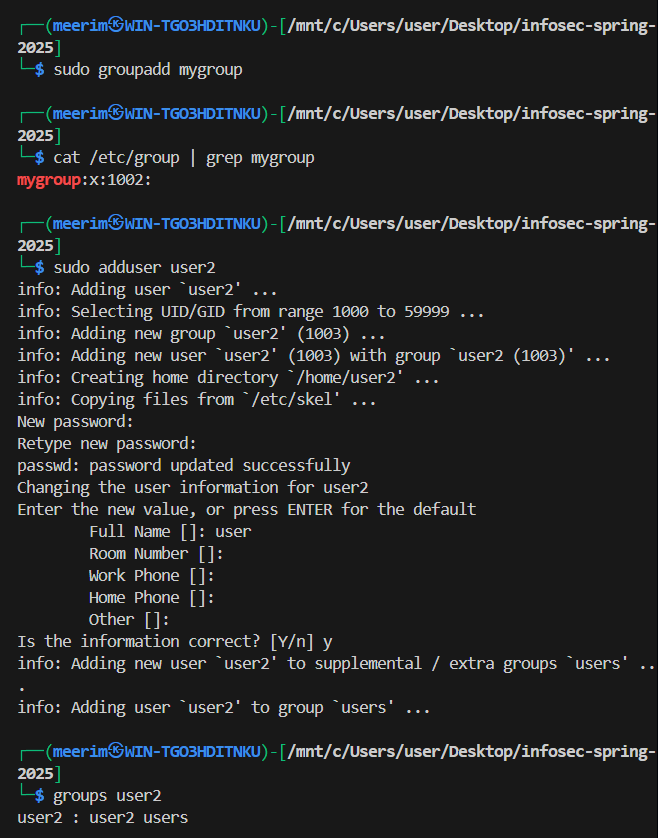 ┌──(meerim㉿WIN-TGO3HDITNKU)-[/mnt/c/Users/user/Desktop/infosec-spring-
2025]
└─$ sudo groupadd mygroup
┌──(meerim㉿WIN-TGO3HDITNKU)-[/mnt/c/Users/user/Desktop/infosec-spring-
2025]
└─$ cat /etc/group | grep mygroup
mygroup:x:1002:
┌──(meerim㉿WIN-TGO3HDITNKU)-[/mnt/c/Users/user/Desktop/infosec-spring-
2025]
└─$ sudo adduser user2
info: Adding user `user2' ...
info: Selecting UID/GID from range 1000 to 59999 ...
info: Adding new group `user2' (1003) ...
info: Adding new user `user2' (1003) with group `user2 (1003)' ...
info: Creating home directory `/home/user2' ...
info: Copying files from `/etc/skel' ...
New password:
Retype new password:
passwd: password updated successfully
Changing the user information for user2
Enter the new value, or press ENTER for the default
        Full Name []: user
        Room Number []:
        Work Phone []:
        Home Phone []:
        Other []:
Is the information correct? [Y/n] y
info: Adding new user `user2' to supplemental / extra groups `users' ..
.
info: Adding user `user2' to group `users' ...
┌──(meerim㉿WIN-TGO3HDITNKU)-[/mnt/c/Users/user/Desktop/infosec-spring-
2025]
└─$ groups user2
user2 : user2 users